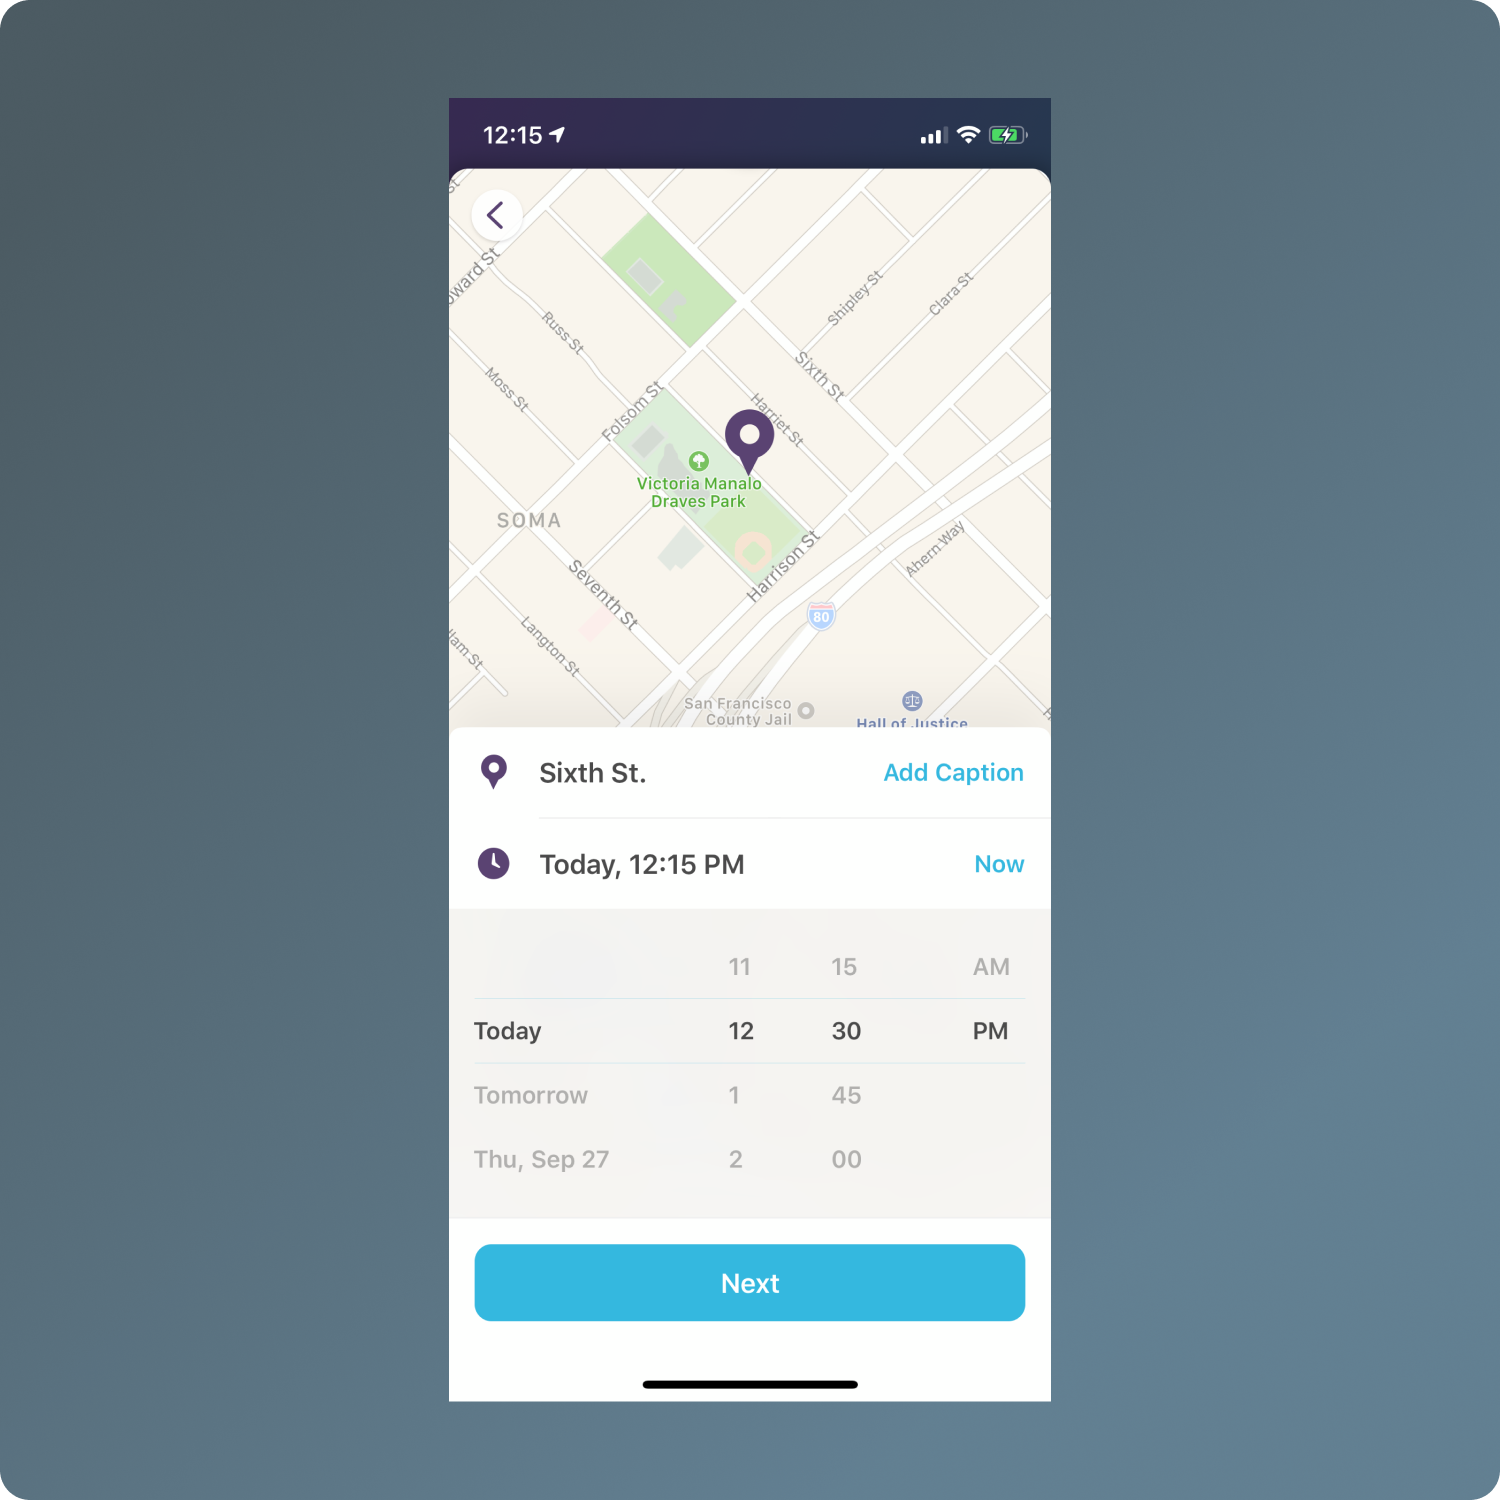 12:15
St
oward St
Russ St
Moss St
Shipley St
Clara St
Sixth St
Folsom St
Harriet St
Victoria Manalo
Draves Park
SOMA
Harrison St
Ahern Way
Seventh St
80
Langton St
llam St
San Francisco
County Jail
Hall of Justice
Sixth St.
Add Caption
Today, 12:15 PM
Now
11 15 AM
Today 12 30 PM
Tomorrow 1 45
Thu, Sep 27 2 00
Next